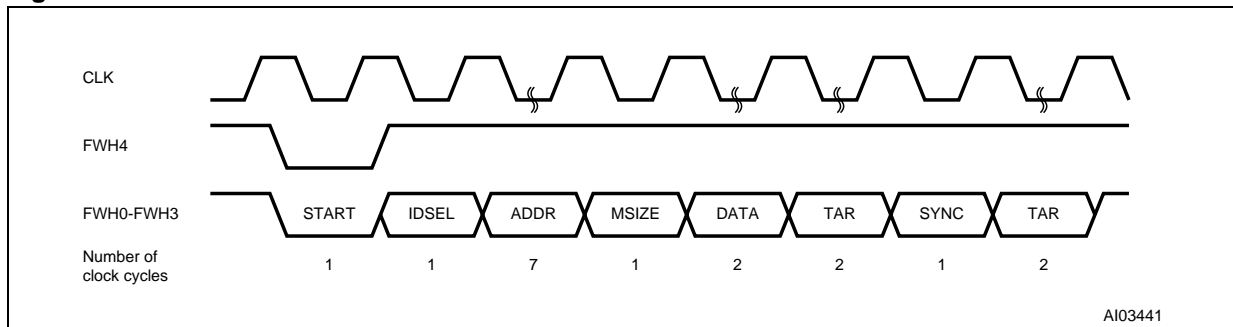 CLK
FWH4
FWH0-FWH3 START IDSEL ADDR MSIZE DATA TAR SYNC TAR
Number of
clock cycles 1 1 7 1 2 2 1 2
AI03441